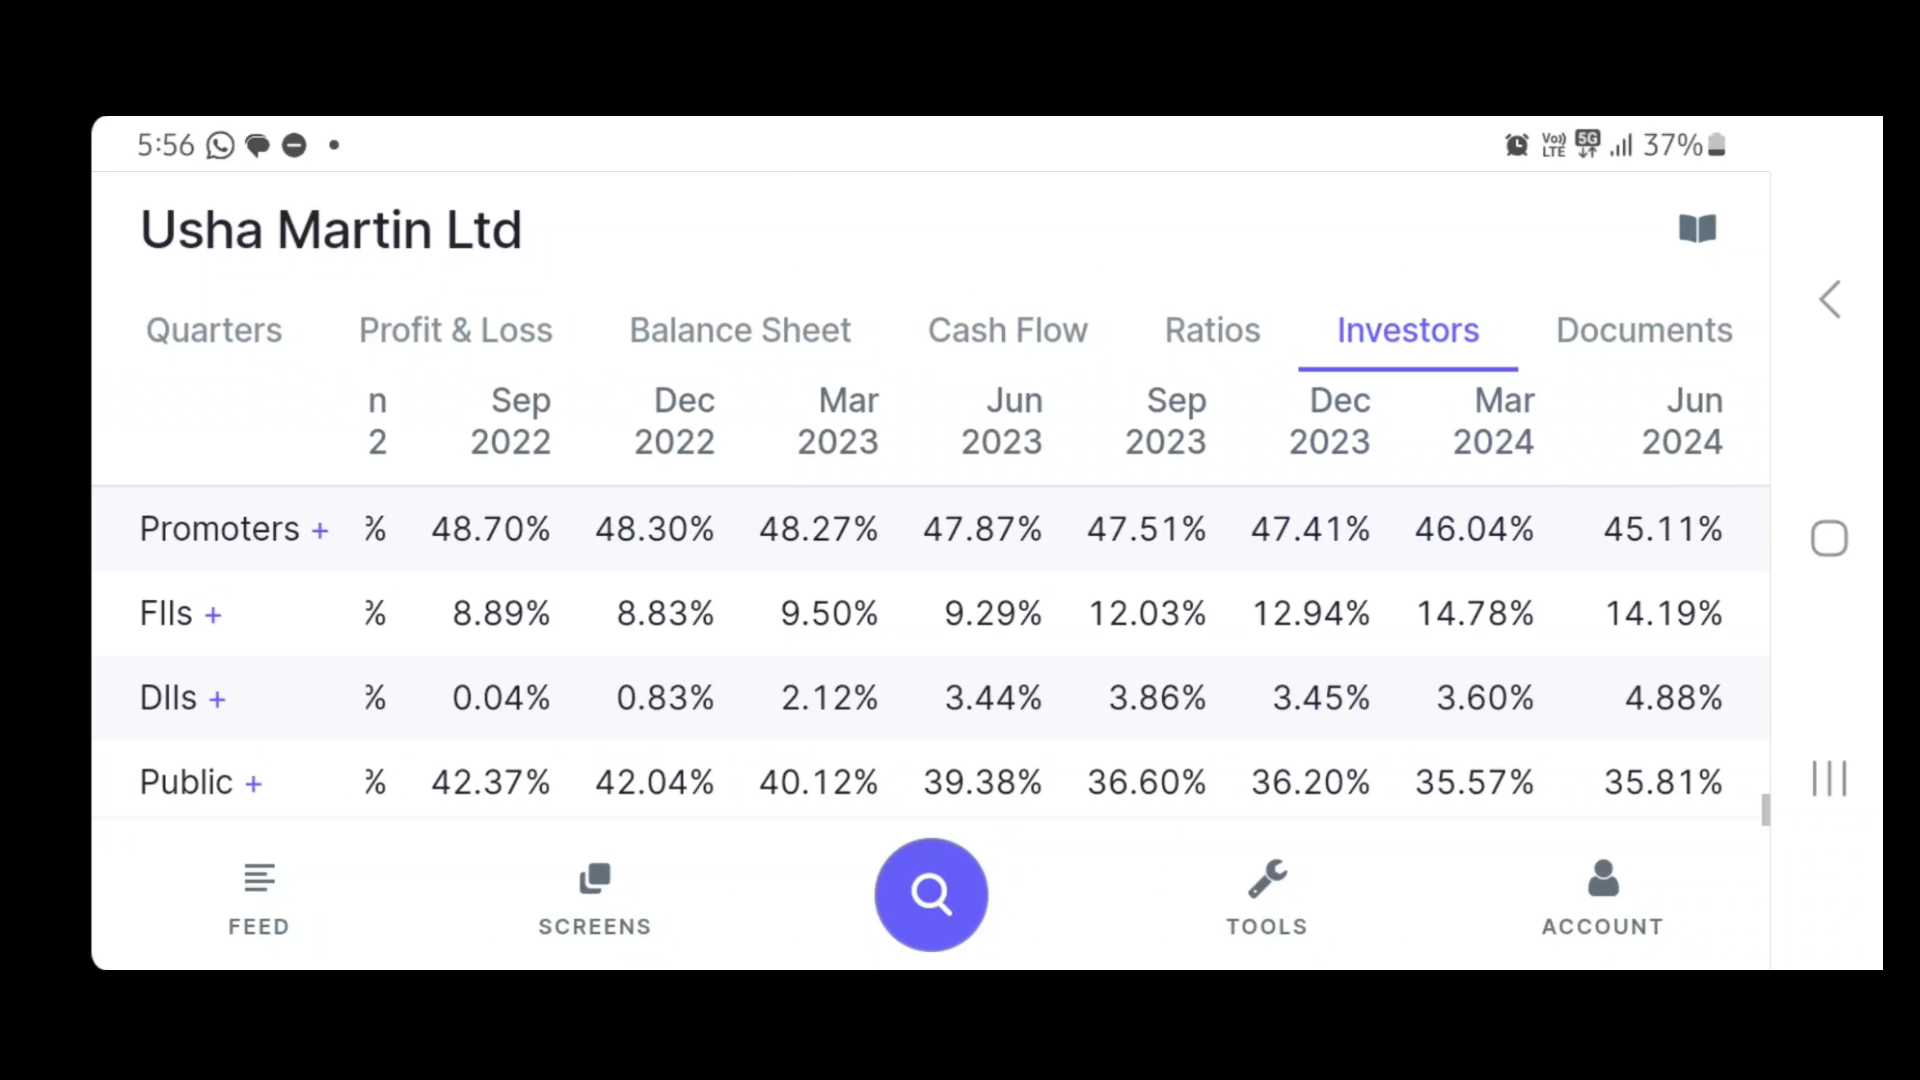 5:56 Vo)) LTE 5G 37%
Usha Martin Ltd
Quarters Profit & Loss Balance Sheet Cash Flow Ratios Investors Documents
n Sep Dec Mar Jun Sep Dec Mar Jun
2 2022 2022 2023 2023 2023 2023 2024 2024
Promoters + % 48.70% 48.30% 48.27% 47.87% 47.51% 47.41% 46.04% 45.11%
FIIs + % 8.89% 8.83% 9.50% 9.29% 12.03% 12.94% 14.78% 14.19%
DIIs + % 0.04% 0.83% 2.12% 3.44% 3.86% 3.45% 3.60% 4.88%
Public + % 42.37% 42.04% 40.12% 39.38% 36.60% 36.20% 35.57% 35.81%
FEED SCREENS TOOLS ACCOUNT